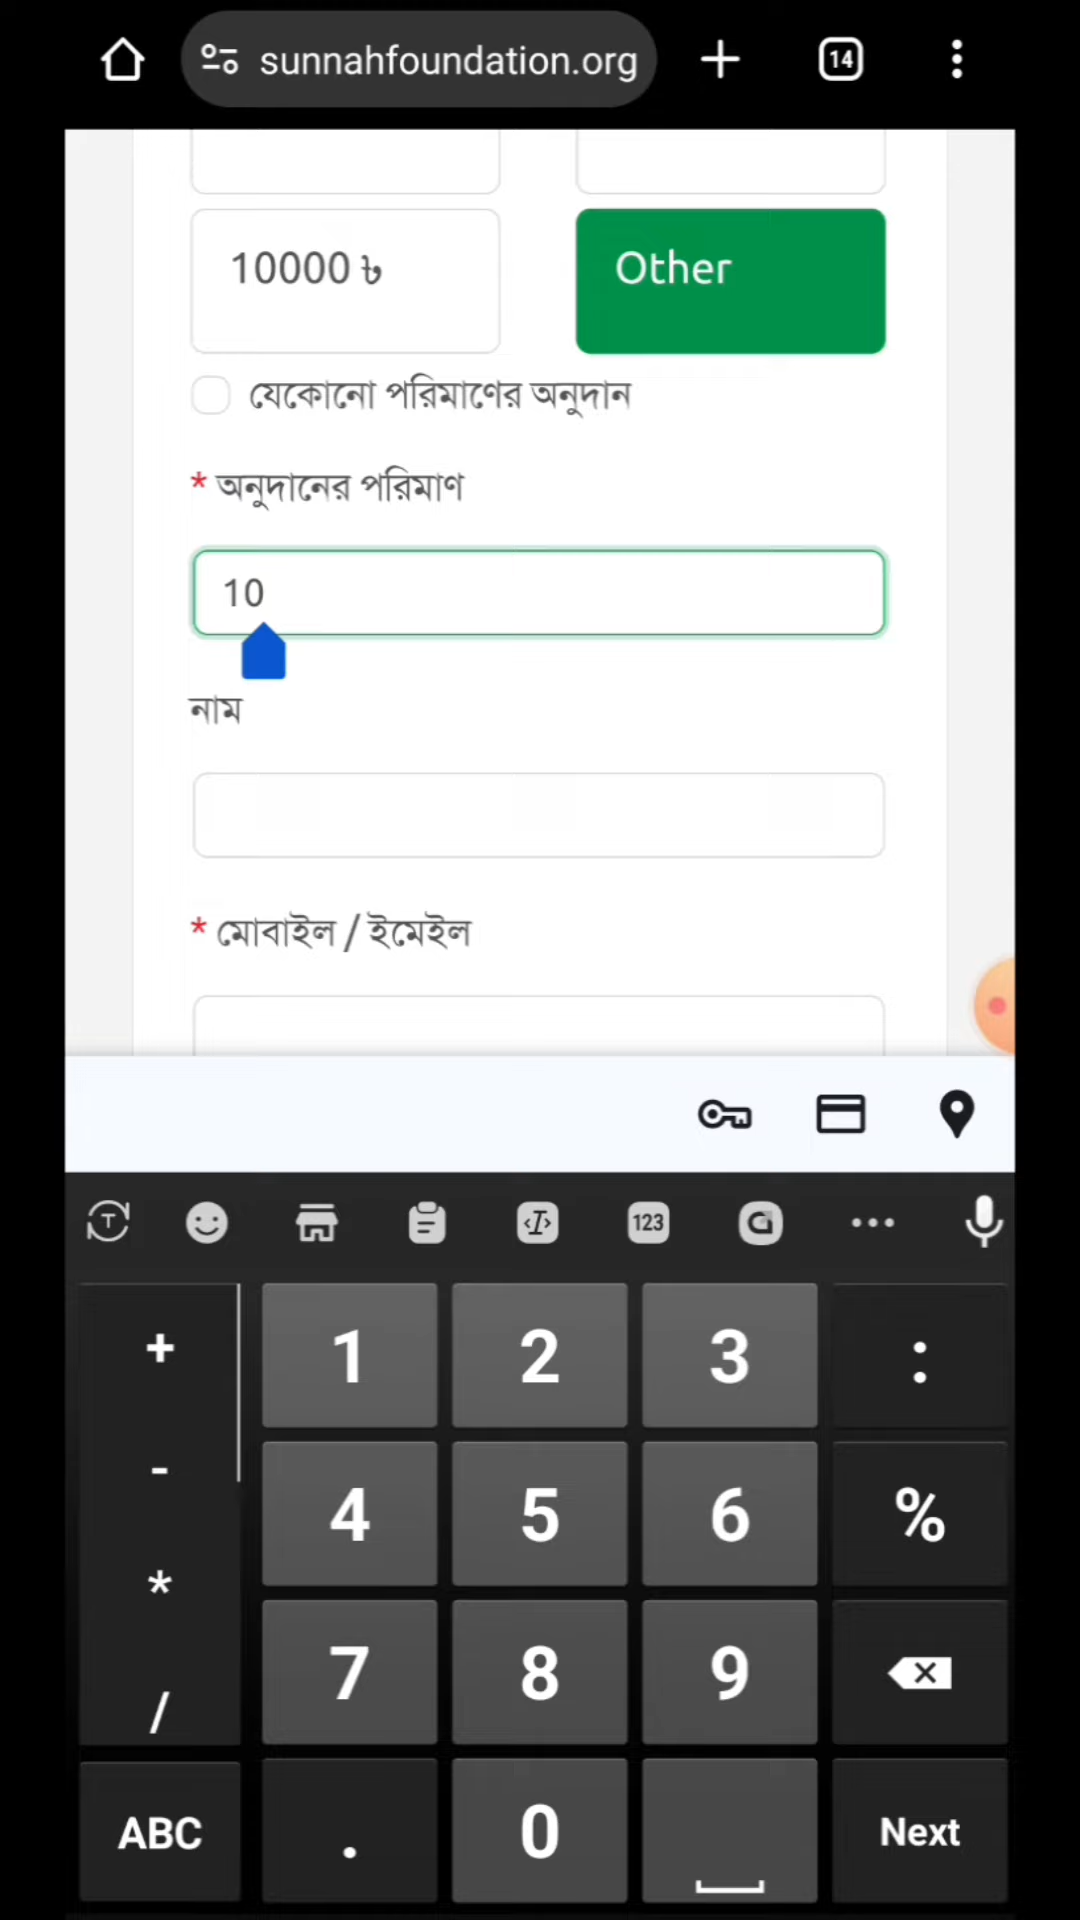 14
sunnahfoundation.org
10000 ৳
Other
যেকোনো পরিমাণের অনুদান
* অনুদানের পরিমাণ
10
নাম
* মোবাইল / ইমেইল
123
+ 1 2 3 :
- 4 5 6 %
* 7 8 9
/
ABC . 0 Next